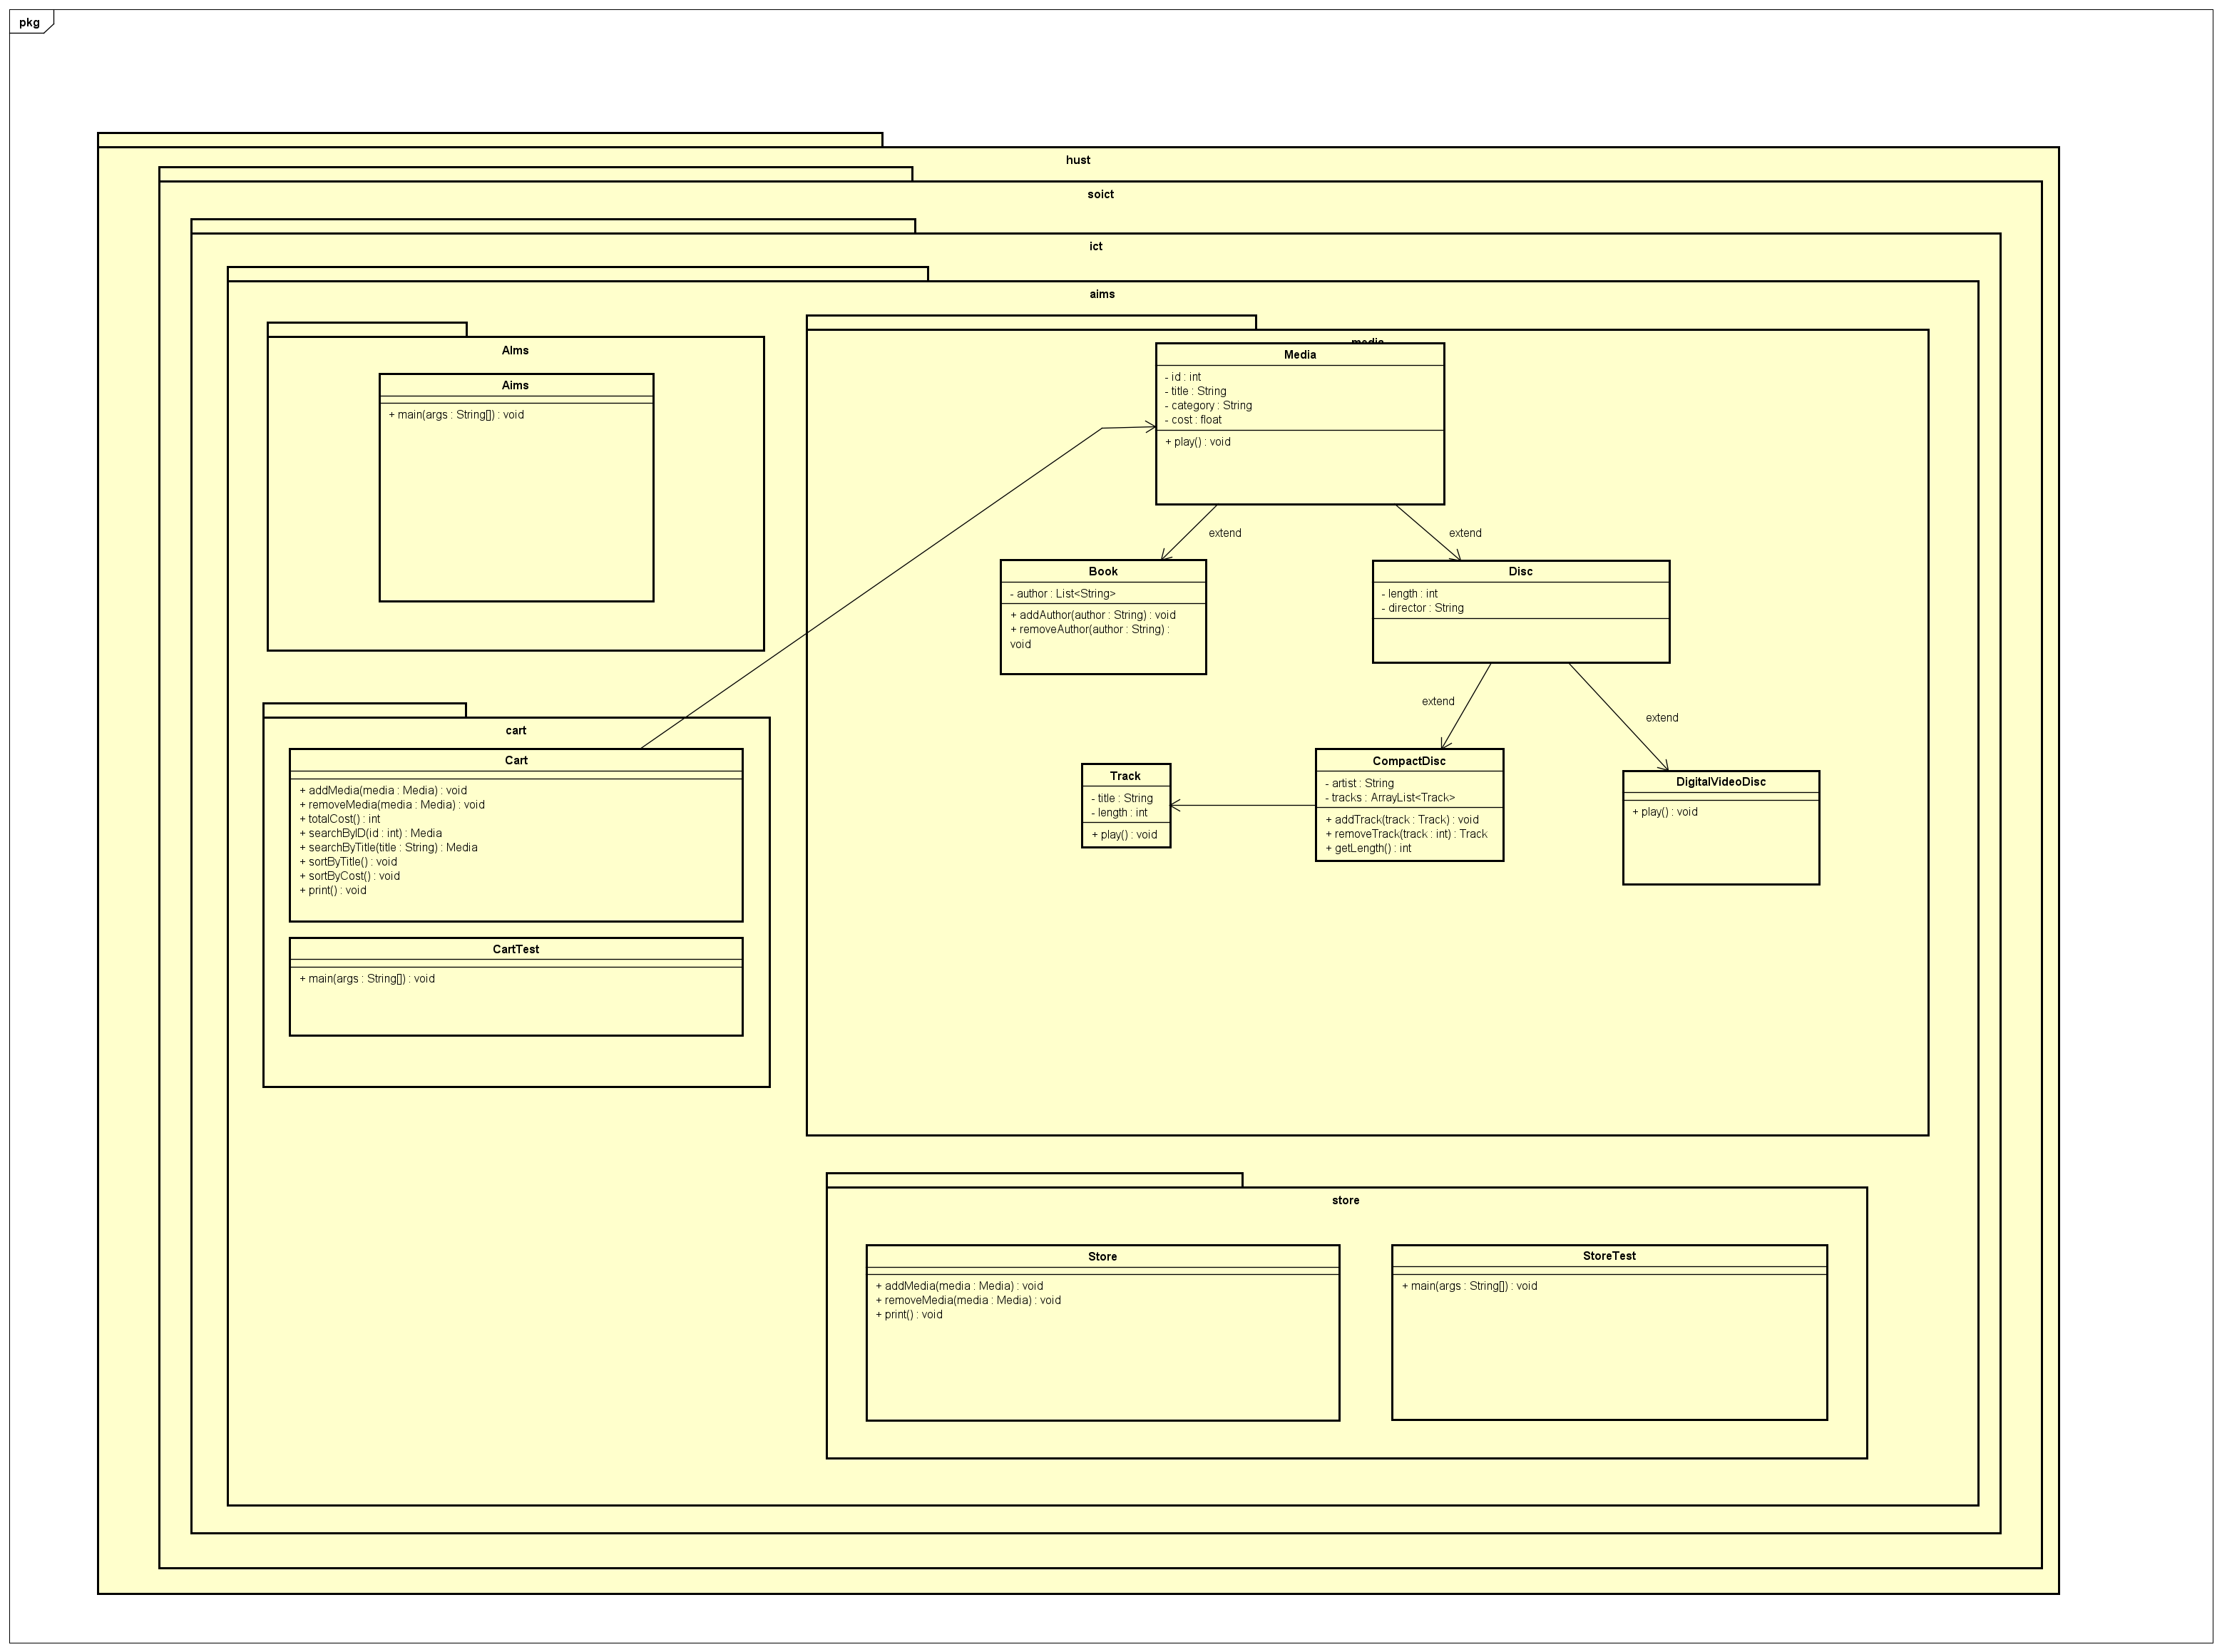 pkg
hust
soict
ict
aims
AIms
Aims
+ main(args : String[]) : void
media
Media
- id : int
- title : String
- category : String
- cost : float
+ play() : void
extend
extend
Book
- author : List<String>
+ addAuthor(author : String) : void
+ removeAuthor(author : String) :
void
Disc
- length : int
- director : String
extend
extend
cart
Cart
+ addMedia(media : Media) : void
+ removeMedia(media : Media) : void
+ totalCost() : int
+ searchByID(id : int) : Media
+ searchByTitle(title : String) : Media
+ sortByTitle() : void
+ sortByCost() : void
+ print() : void
CartTest
+ main(args : String[]) : void
Track
- title : String
- length : int
+ play() : void
CompactDisc
- artist : String
- tracks : ArrayList<Track>
+ addTrack(track : Track) : void
+ removeTrack(track : int) : Track
+ getLength() : int
DigitalVideoDisc
+ play() : void
store
Store
+ addMedia(media : Media) : void
+ removeMedia(media : Media) : void
+ print() : void
StoreTest
+ main(args : String[]) : void